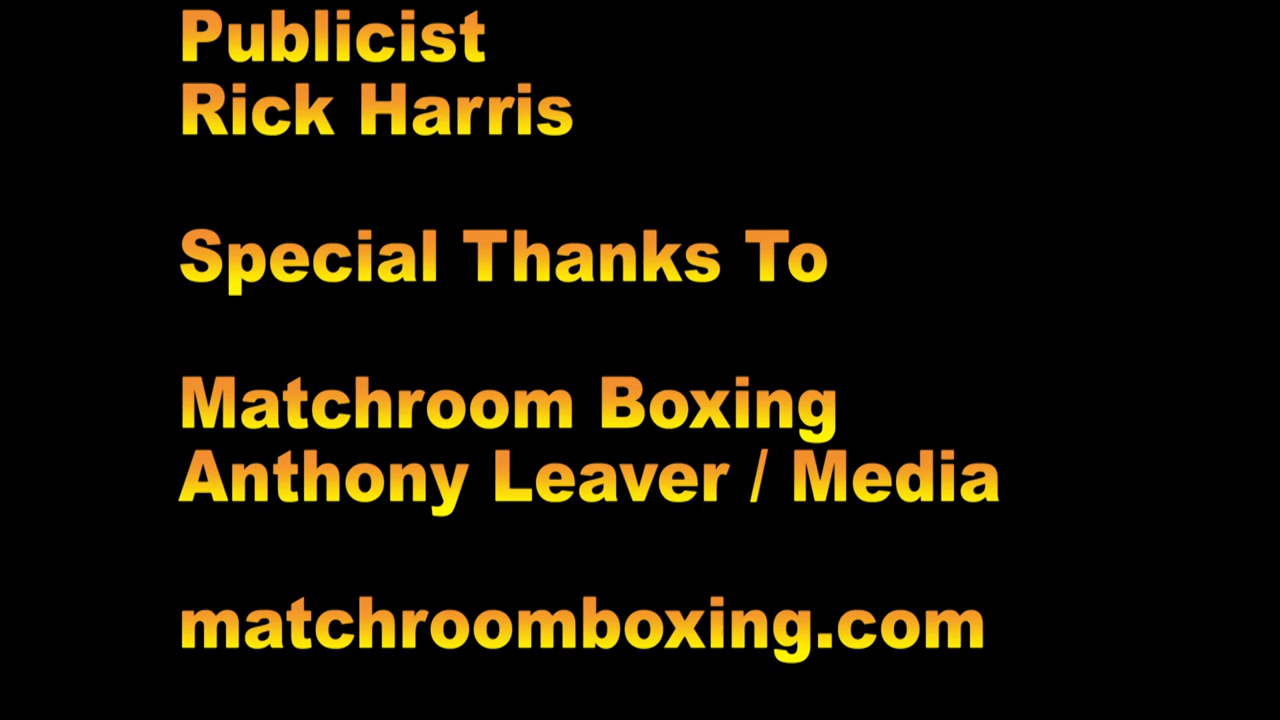 Publicist
Rick Harris
Special Thanks To
Matchroom Boxing
Anthony Leaver / Media
matchroomboxing.com